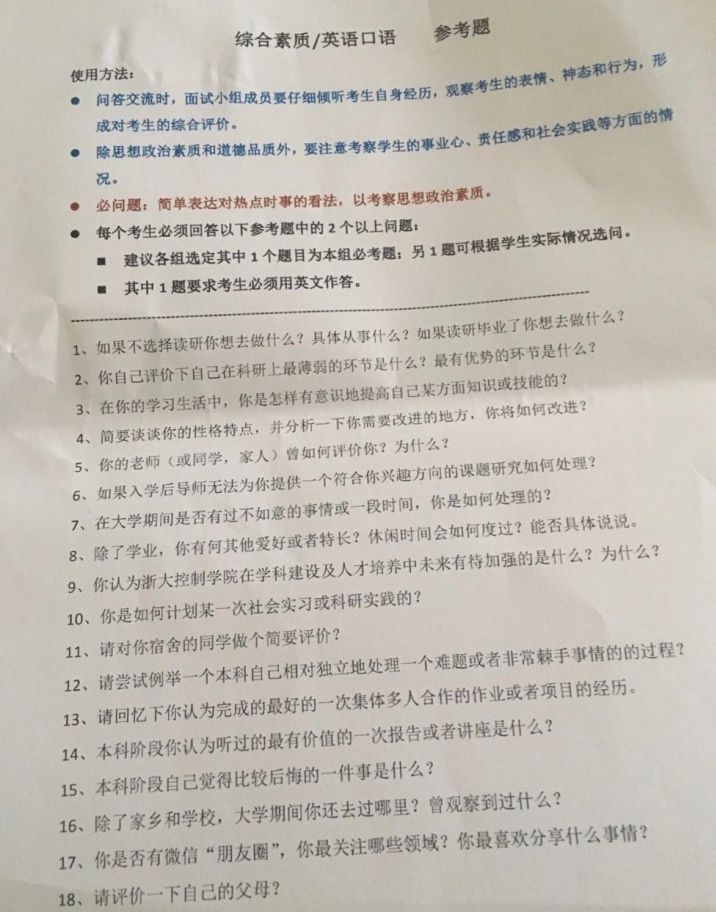 综合素质/英语口语 参考题
使用方法：
● 问答交流时，面试小组成员要仔细倾听考生自身经历，观察考生的表情、神态和行为，形
成对考生的综合评价。
● 除思想政治素质和道德品质外，要注意考察学生的事业心、责任感和社会实践等方面的情
况。
● 必问题：简单表达对热点时事的看法，以考察思想政治素质。
● 每个考生必须回答以下参考题中的 2 个以上问题：
■ 建议各组选定其中 1 个题目为本组必考题；另 1 题可根据学生实际情况选问。
■ 其中 1 题要求考生必须用英文作答。
1、如果不选择读研你想去做什么？具体从事什么？如果读研毕业了你想去做什么？
2、你自己评价下自己在科研上最薄弱的环节是什么？最有优势的环节是什么？
3、在你的学习生活中，你是怎样有意识地提高自己某方面知识或技能的？
4、简要谈谈你的性格特点，并分析一下你需要改进的地方，你将如何改进？
5、你的老师（或同学，家人）曾如何评价你？为什么？
6、如果入学后导师无法为你提供一个符合你兴趣方向的课题研究如何处理？
7、在大学期间是否有过不如意的事情或一段时间，你是如何处理的？
8、除了学业，你有何其他爱好或者特长？休闲时间会如何度过？能否具体说说。
9、你认为浙大控制学院在学科建设及人才培养中未来有待加强的是什么？为什么？
10、你是如何计划某一次社会实习或科研实践的？
11、请对你宿舍的同学做个简要评价？
12、请尝试例举一个本科自己相对独立地处理一个难题或者非常棘手事情的的过程？
13、请回忆下你认为完成的最好的一次集体多人合作的作业或者项目的经历。
14、本科阶段你认为听过的最有价值的一次报告或者讲座是什么？
15、本科阶段自己觉得比较后悔的一件事是什么？
16、除了家乡和学校，大学期间你还去过哪里？曾观察到过什么？
17、你是否有微信“朋友圈”，你最关注哪些领域？你最喜欢分享什么事情？
18、请评价一下自己的父母？